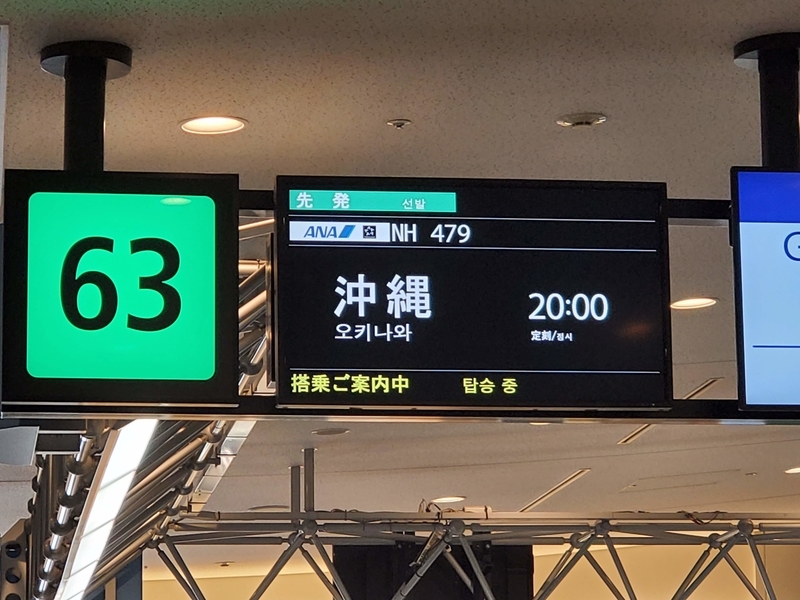 63
先発 선발
ANA NH 479
沖縄 20:00
오키나와 定刻/정시
搭乗ご案内中 탑승 중
G